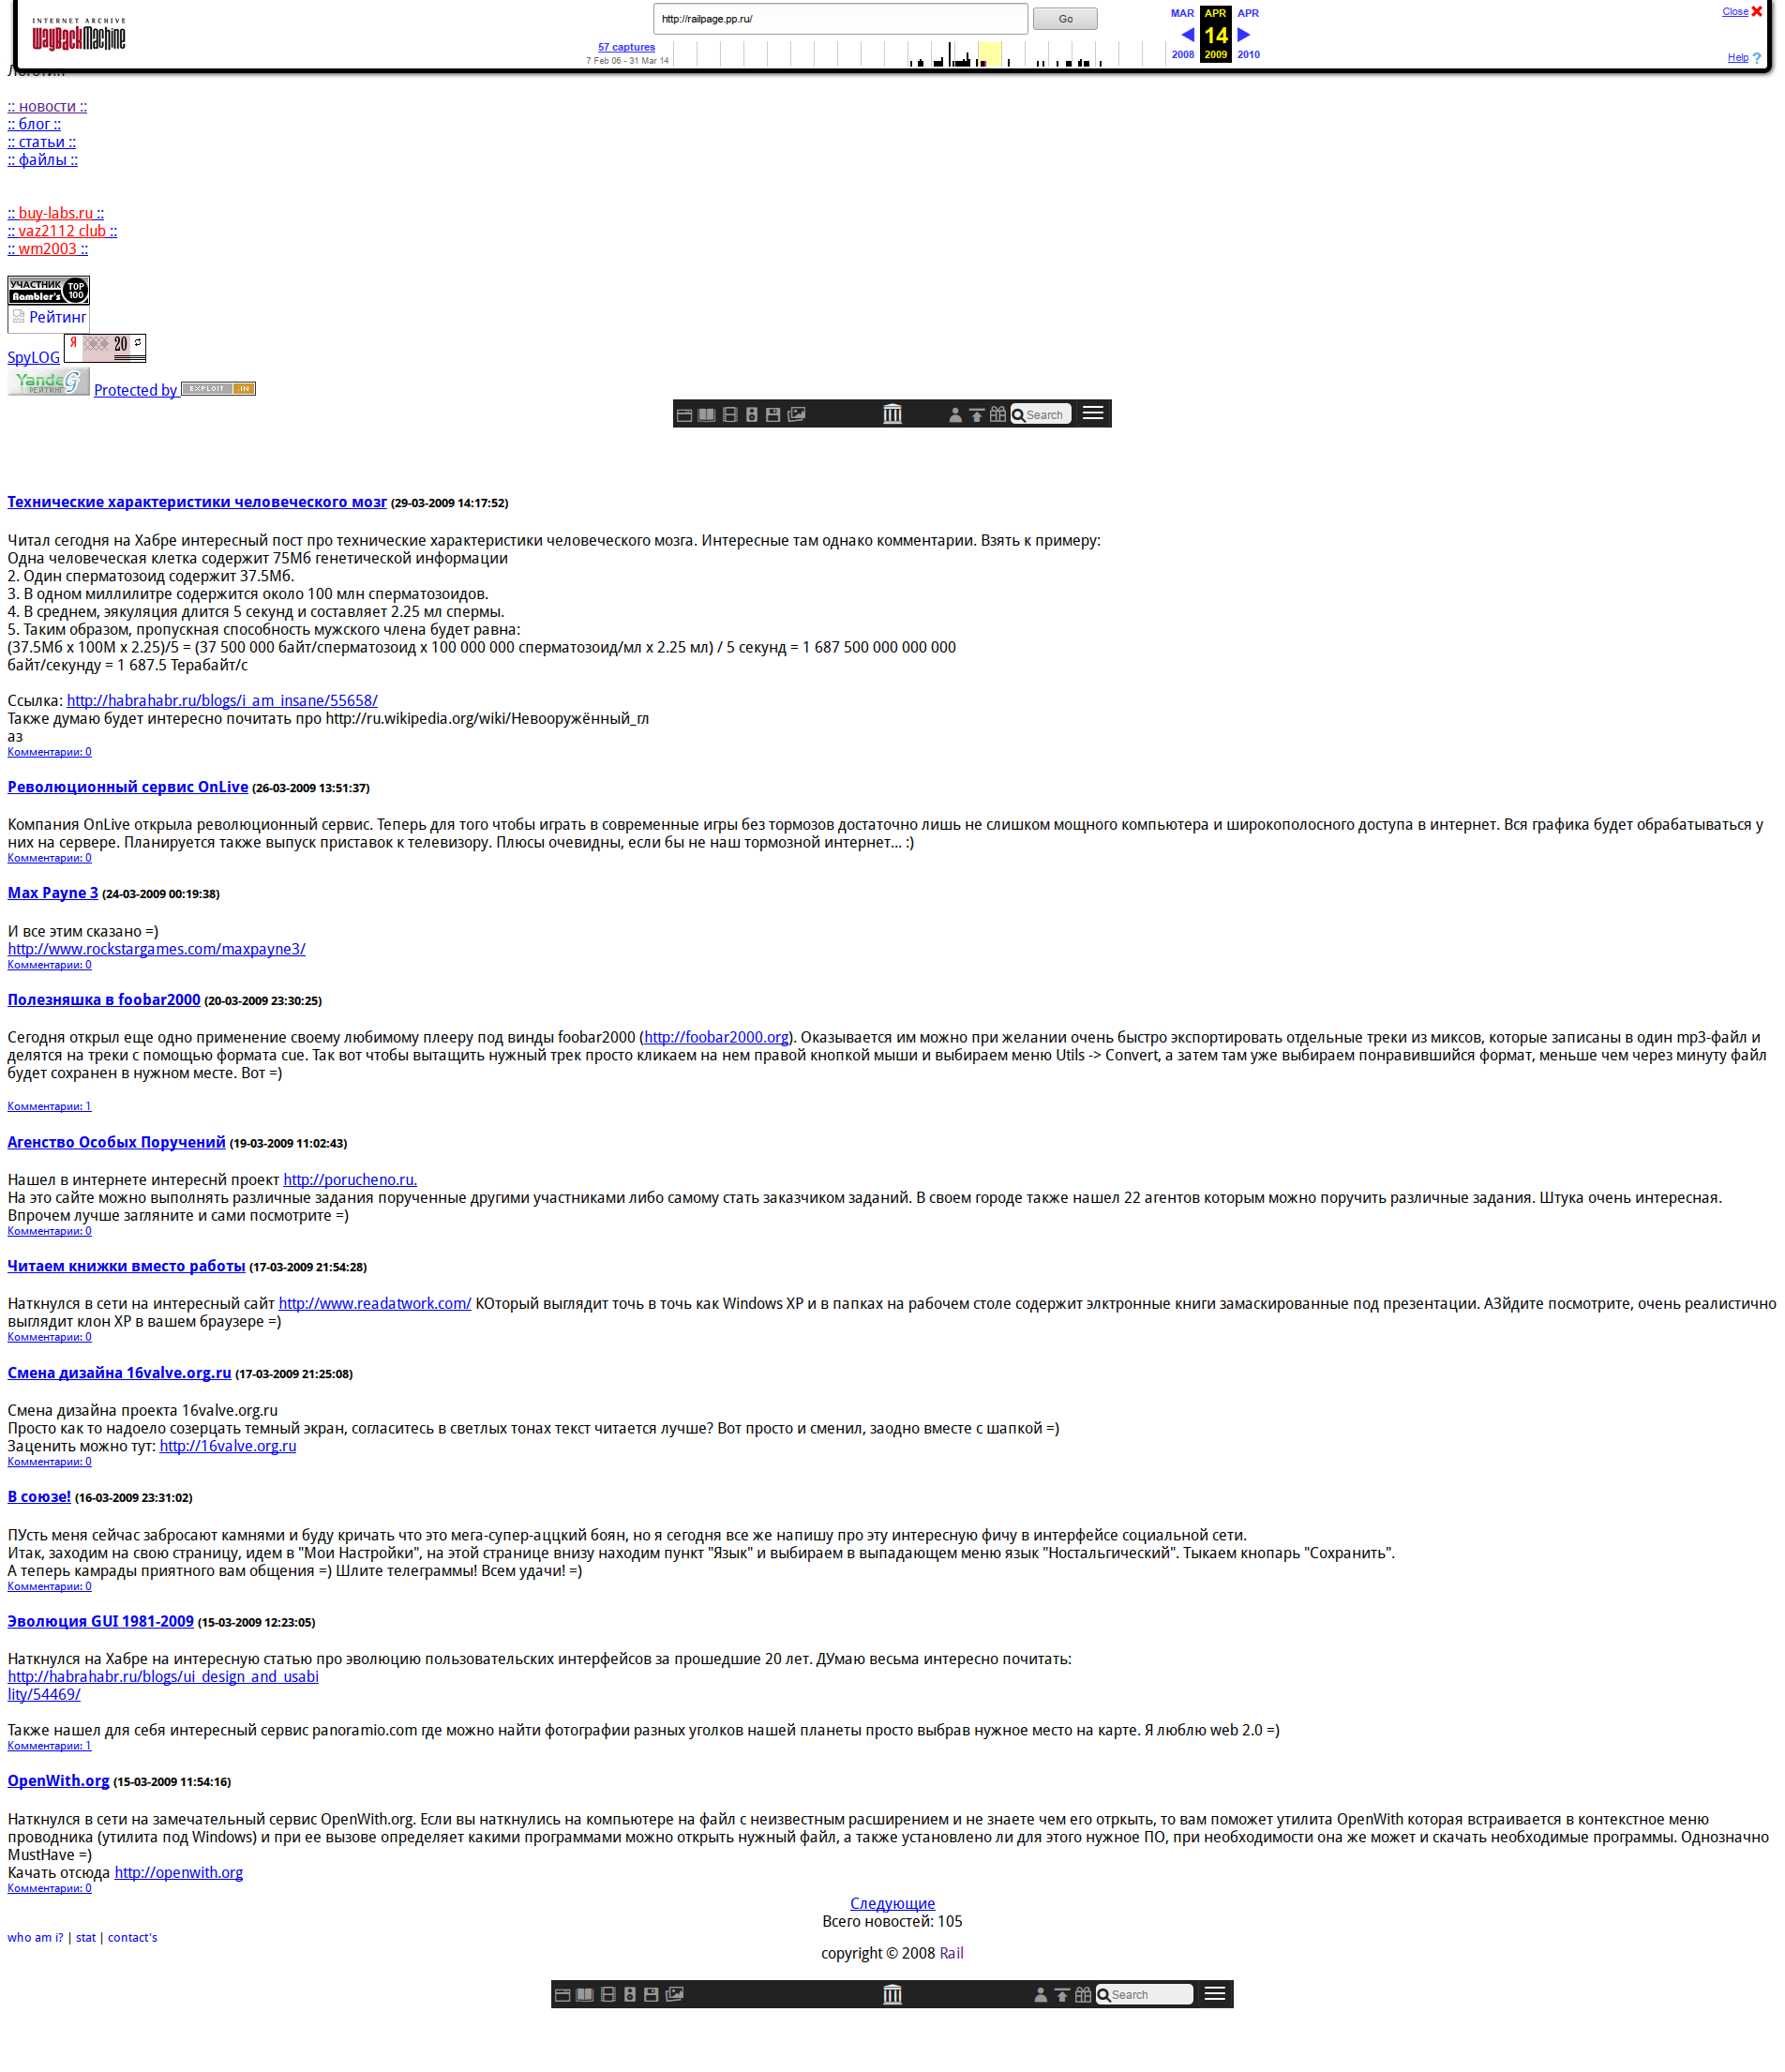 INTERNET ARCHIVE
WayBackMachine
http://railpage.pp.ru/
Go
57 captures
7 Feb 06 - 31 Mar 14
MAR APR APR
14
2008 2009 2010
Close
Help
Логотип
:: новости ::
:: блог ::
:: статьи ::
:: файлы ::
:: buy-labs.ru ::
:: vaz2112 club ::
:: wm2003 ::
УЧАСТНИК Rambler's TOP 100
Рейтинг
SpyLOG Я 20
YandeG РЕЙТИНГ Protected by EXPLOIT .IN
Search
Технические характеристики человеческого мозг (29-03-2009 14:17:52)
Читал сегодня на Хабре интересный пост про технические характеристики человеческого мозга. Интересные там однако комментарии. Взять к примеру:
Одна человеческая клетка содержит 75Мб генетической информации
2. Один сперматозоид содержит 37.5Мб.
3. В одном миллилитре содержится около 100 млн сперматозоидов.
4. В среднем, эякуляция длится 5 секунд и составляет 2.25 мл спермы.
5. Таким образом, пропускная способность мужского члена будет равна:
(37.5Мб x 100M x 2.25)/5 = (37 500 000 байт/сперматозоид x 100 000 000 сперматозоид/мл x 2.25 мл) / 5 секунд = 1 687 500 000 000 000
байт/секунду = 1 687.5 Терабайт/с
Ссылка: http://habrahabr.ru/blogs/i_am_insane/55658/
Также думаю будет интересно почитать про http://ru.wikipedia.org/wiki/Невооружённый_гл
аз
Комментарии: 0
Революционный сервис OnLive (26-03-2009 13:51:37)
Компания OnLive открыла революционный сервис. Теперь для того чтобы играть в современные игры без тормозов достаточно лишь не слишком мощного компьютера и широкополосного доступа в интернет. Вся графика будет обрабатываться у
них на сервере. Планируется также выпуск приставок к телевизору. Плюсы очевидны, если бы не наш тормозной интернет... :)
Комментарии: 0
Max Payne 3 (24-03-2009 00:19:38)
И все этим сказано =)
http://www.rockstargames.com/maxpayne3/
Комментарии: 0
Полезняшка в foobar2000 (20-03-2009 23:30:25)
Сегодня открыл еще одно применение своему любимому плееру под винды foobar2000 (http://foobar2000.org). Оказывается им можно при желании очень быстро экспортировать отдельные треки из миксов, которые записаны в один mp3-файл и
делятся на треки с помощью формата cue. Так вот чтобы вытащить нужный трек просто кликаем на нем правой кнопкой мыши и выбираем меню Utils -> Convert, а затем там уже выбираем понравившийся формат, меньше чем через минуту файл
будет сохранен в нужном месте. Вот =)
Комментарии: 1
Агенство Особых Поручений (19-03-2009 11:02:43)
Нашел в интернете интереснй проект http://porucheno.ru.
На это сайте можно выполнять различные задания порученные другими участниками либо самому стать заказчиком заданий. В своем городе также нашел 22 агентов которым можно поручить различные задания. Штука очень интересная.
Впрочем лучше загляните и сами посмотрите =)
Комментарии: 0
Читаем книжки вместо работы (17-03-2009 21:54:28)
Наткнулся в сети на интересный сайт http://www.readatwork.com/ КОторый выглядит точь в точь как Windows XP и в папках на рабочем столе содержит элктронные книги замаскированные под презентации. АЗйдите посмотрите, очень реалистично
выглядит клон XP в вашем браузере =)
Комментарии: 0
Смена дизайна 16valve.org.ru (17-03-2009 21:25:08)
Смена дизайна проекта 16valve.org.ru
Просто как то надоело созерцать темный экран, согласитесь в светлых тонах текст читается лучше? Вот просто и сменил, заодно вместе с шапкой =)
Заценить можно тут: http://16valve.org.ru
Комментарии: 0
В союзе! (16-03-2009 23:31:02)
ПУсть меня сейчас забросают камнями и буду кричать что это мега-супер-аццкий боян, но я сегодня все же напишу про эту интересную фичу в интерфейсе социальной сети.
Итак, заходим на свою страницу, идем в "Мои Настройки", на этой странице внизу находим пункт "Язык" и выбираем в выпадающем меню язык "Ностальгический". Тыкаем кнопарь "Сохранить".
А теперь камрады приятного вам общения =) Шлите телеграммы! Всем удачи! =)
Комментарии: 0
Эволюция GUI 1981-2009 (15-03-2009 12:23:05)
Наткнулся на Хабре на интересную статью про эволюцию пользовательских интерфейсов за прошедшие 20 лет. ДУмаю весьма интересно почитать:
http://habrahabr.ru/blogs/ui_design_and_usabi
lity/54469/
Также нашел для себя интересный сервис panoramio.com где можно найти фотографии разных уголков нашей планеты просто выбрав нужное место на карте. Я люблю web 2.0 =)
Комментарии: 1
OpenWith.org (15-03-2009 11:54:16)
Наткнулся в сети на замечательный сервис OpenWith.org. Если вы наткнулись на компьютере на файл с неизвестным расширением и не знаете чем его отркыть, то вам поможет утилита OpenWith которая встраивается в контекстное меню
проводника (утилита под Windows) и при ее вызове определяет какими программами можно открыть нужный файл, а также установлено ли для этого нужное ПО, при необходимости она же может и скачать необходимые программы. Однозначно
MustHave =)
Качать отсюда http://openwith.org
Комментарии: 0
Следующие
Всего новостей: 105
who am i? | stat | contact's
copyright © 2008 Rail
Search